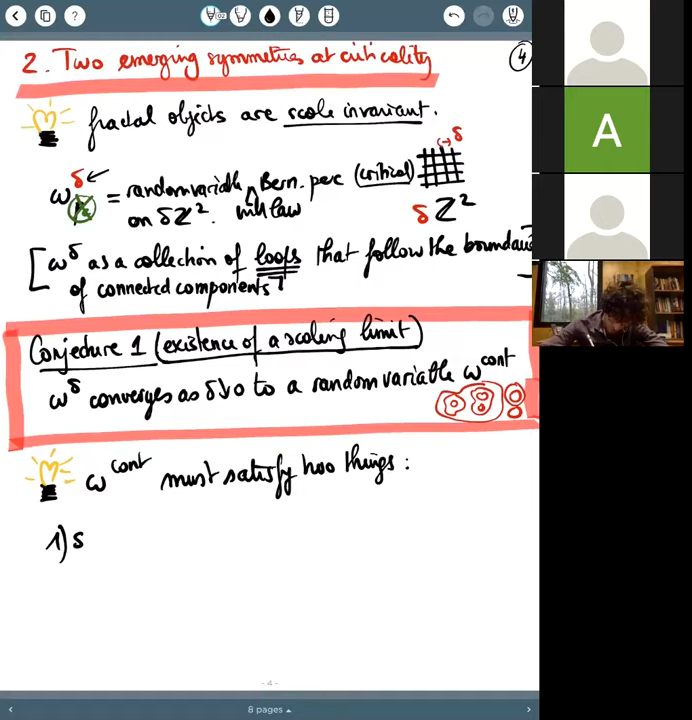 2. Two emerging symmetries at criticality
4
fractal objects are scale invariant.
ω^δ = random variable with law Bern. perc (critical) δ
on δZ². δZ²
[ω^δ as a collection of loops that follow the boundaries
of connected components]
Conjecture 1 (existence of a scaling limit)
ω^δ converges as δ↓0 to a random variable ω^cont
ω^cont must satisfy two things:
1) s
A
- 4 -
8 pages